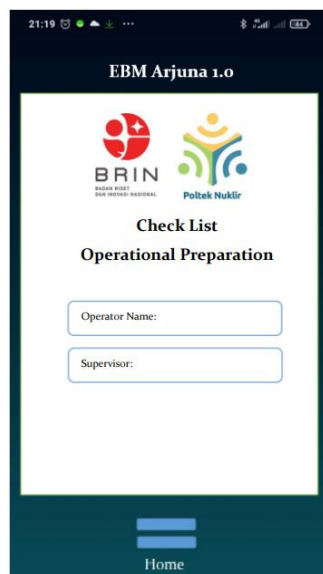 21:19
EBM Arjuna 1.0
BRIN
BADAN RISET
DAN INOVASI NASIONAL
Poltek Nuklir
Check List
Operational Preparation
Operator Name:
Supervisor:
Home